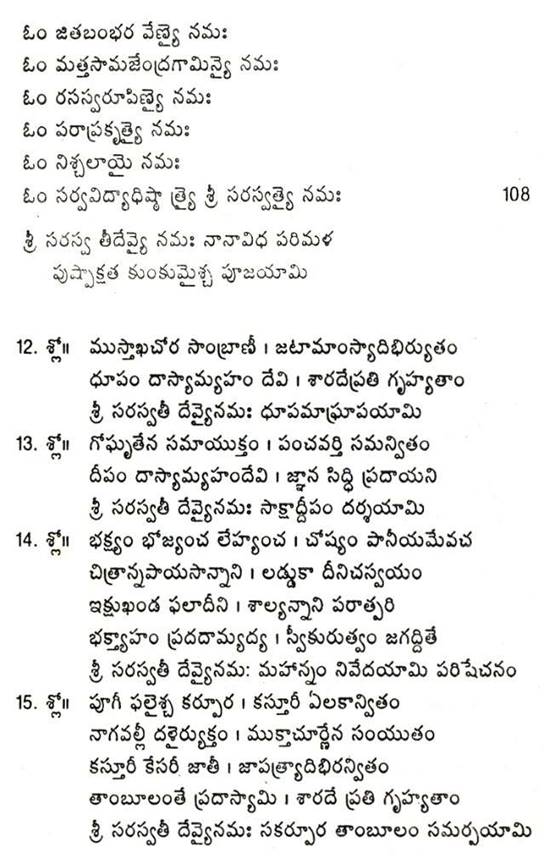 ఓం జితబంభర వేణ్యై నమః
ఓం మత్తసామజేంద్రగామిన్యై నమః
ఓం రసస్వరూపిణ్యై నమః
ఓం పరాప్రకృత్యై నమః
ఓం నిశ్చలాయై నమః
ఓం సర్వవిద్యాధిష్ఠా త్ర్యై శ్రీ సరస్వత్యై నమః 108
శ్రీ సరస్వ తీదేవ్యై నమః నానావిధ పరిమళ
పుష్పాక్షత కుంకుమైశ్చ పూజయామి
12. శ్లో॥ ముస్తాఖచోర సాంబ్రాణీ । జటామాంస్యాదిభిర్యుతం
ధూపం దాస్యామ్యహం దేవి । శారదేప్రతి గృహ్యతాం
శ్రీ సరస్వతీ దేవ్యైనమః ధూపమాఘ్రాపయామి
13. శ్లో॥ గోఘృతేన సమాయుక్తం । పంచవర్తి సమన్వితం
దీపం దాస్యామ్యహందేవి । జ్ఞాన సిద్ధి ప్రదాయని
శ్రీ సరస్వతీ దేవ్యైనమః సాక్షాద్దీపం దర్శయామి
14. శ్లో॥ భక్ష్యం భోజ్యంచ లేహ్యంచ । చోష్యం పానీయమేవచ
చిత్రాన్నపాయసాన్నాని । లడ్డుకా దీనిచస్వయం
ఇక్షుఖండ ఫలాదీని । శాల్యన్నాని పరాత్పరి
భక్త్యాహం ప్రదదామ్యద్య । స్వీకురుత్వం జగద్ధితే
శ్రీ సరస్వతీ దేవ్యైనమ: మహాన్నం నివేదయామి పరిషేచనం
15. శ్లో॥ పూగీ ఫలైశ్చ కర్పూర । కస్తూరీ ఏలకాన్వితం
నాగవల్లీ దళైర్యుక్తం । ముక్తాచూర్ణేన సంయుతం
కస్తూరీ కేసరీ జాతీ । జాపత్ర్యాదిభిరన్వితం
తాంబూలంతే ప్రదాస్యామి । శారదే ప్రతి గృహ్యతాం
శ్రీ సరస్వతీ దేవ్యైనమః సకర్పూర తాంబూలం సమర్పయామి